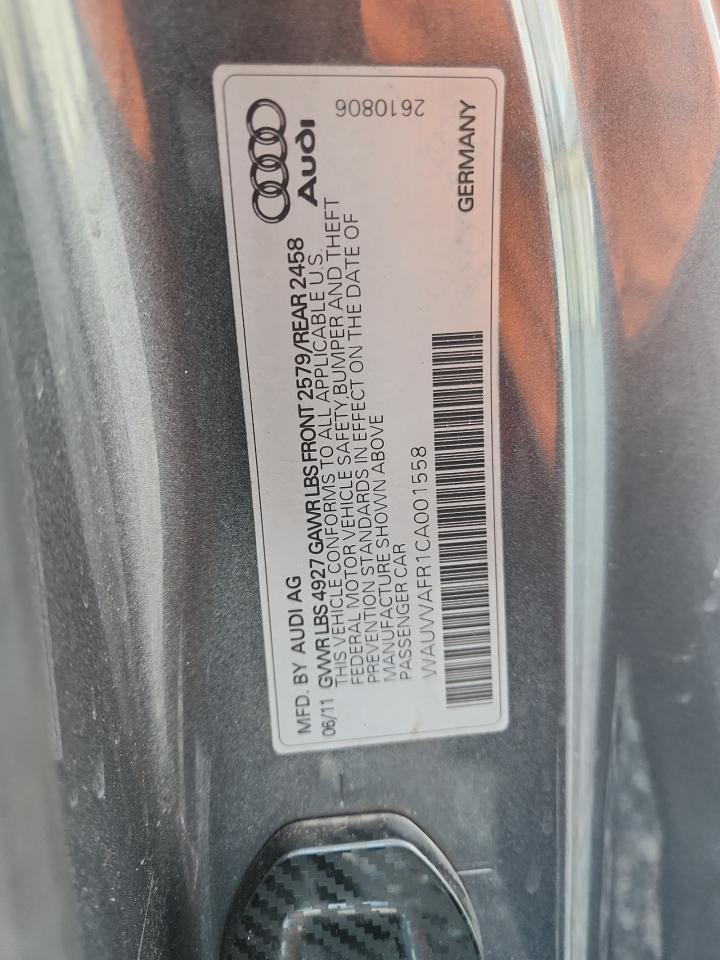 MFD. BY AUDI AG
Audi
06/11 GVWR LBS 4927 GAWR LBS FRONT 2579/REAR 2458
THIS VEHICLE CONFORMS TO ALL APPLICABLE U.S.
FEDERAL MOTOR VEHICLE SAFETY,BUMPER AND THEFT
PREVENTION STANDARDS IN EFFECT ON THE DATE OF
MANUFACTURE SHOWN ABOVE
PASSENGER CAR
2610806
WAUVVAFR1CA001558
GERMANY